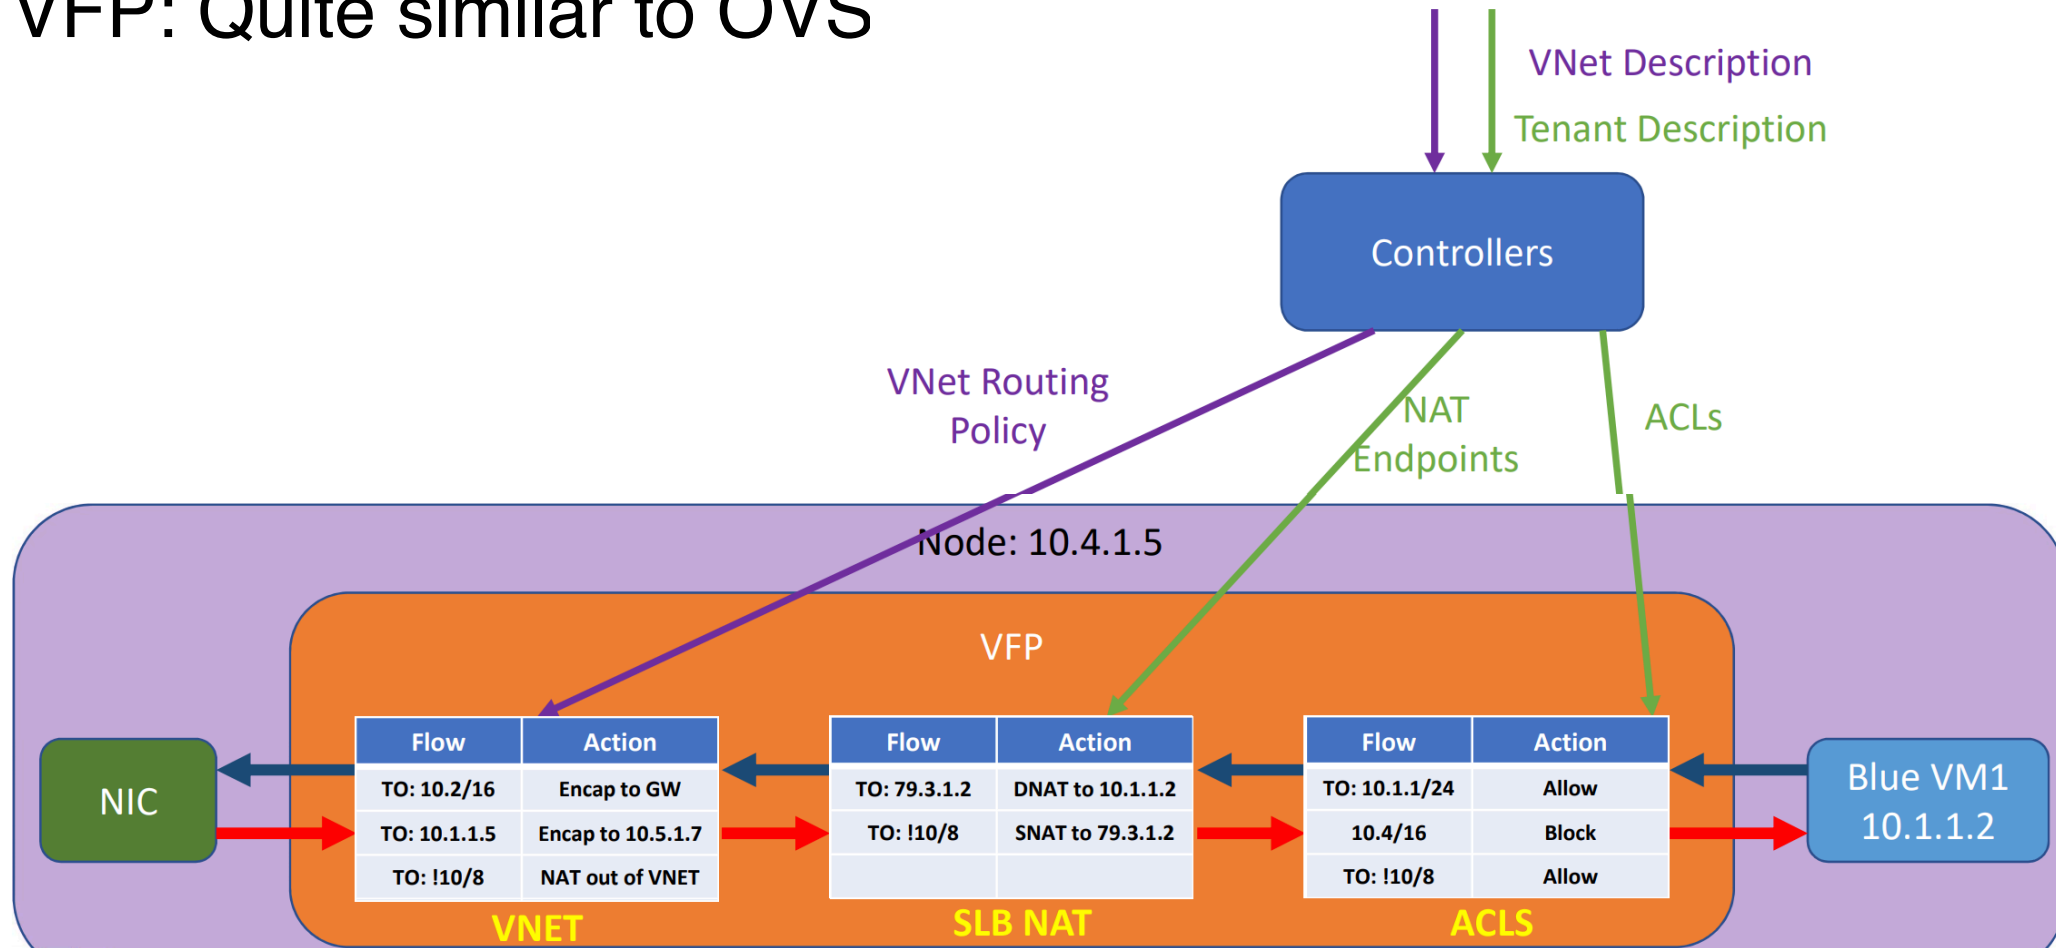 VFP: Quite similar to OVS
VNet Description
Tenant Description
Controllers
VNet Routing
Policy
NAT
Endpoints
ACLs
Node: 10.4.1.5
VFP
NIC
Flow Action
TO: 10.2/16 Encap to GW
TO: 10.1.1.5 Encap to 10.5.1.7
TO: !10/8 NAT out of VNET
VNET
Flow Action
TO: 79.3.1.2 DNAT to 10.1.1.2
TO: !10/8 SNAT to 79.3.1.2
SLB NAT
Flow Action
TO: 10.1.1/24 Allow
10.4/16 Block
TO: !10/8 Allow
ACLS
Blue VM1
10.1.1.2